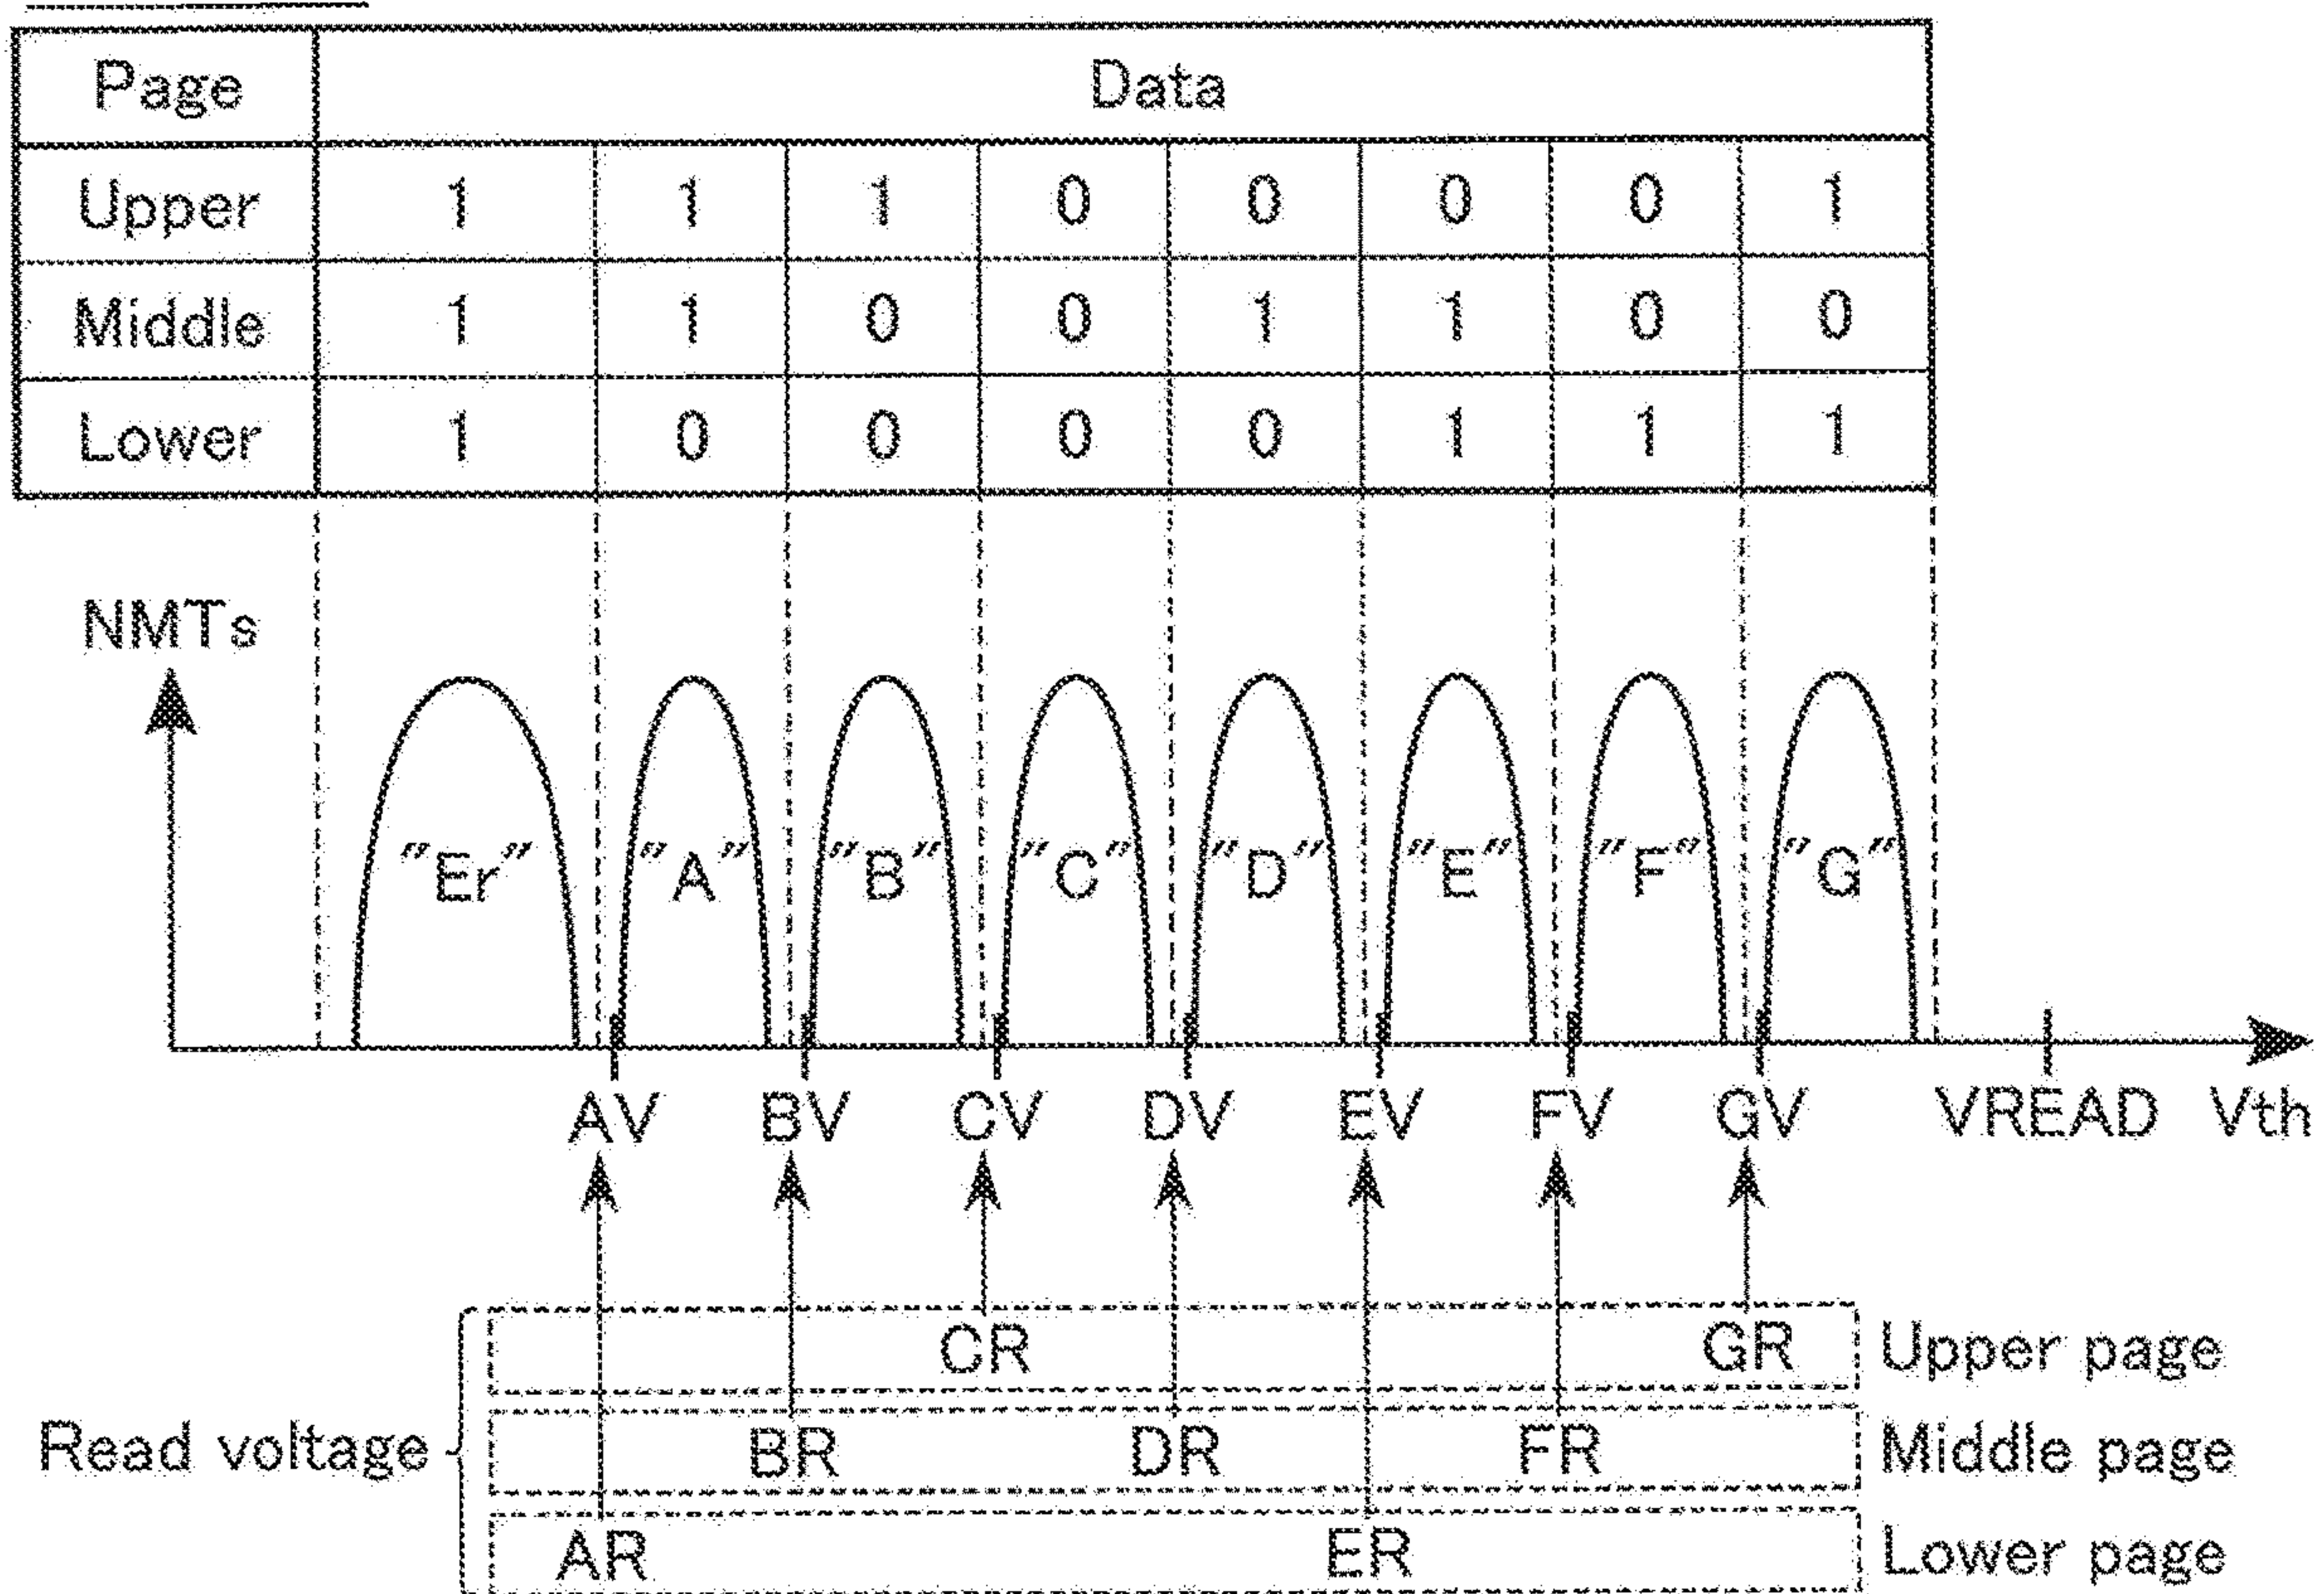 Page Data
Upper 1 1 1 0 0 0 0 1
Middle 1 1 0 0 1 1 0 0
Lower 1 0 0 0 0 1 1 1
NMTs
"Er" "A" "B" "C" "D" "E" "F" "G"
AV BV CV DV EV FV GV VREAD Vth
CR GR Upper page
Read voltage BR DR FR Middle page
AR ER Lower page